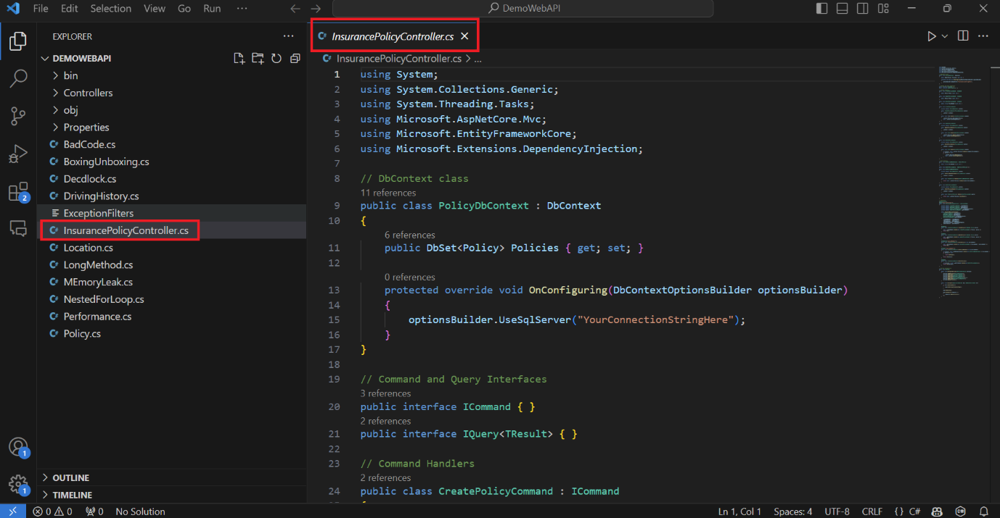 File Edit Selection View Go Run ··· DemoWebAPI
EXPLORER ···
DEMOWEBAPI
bin
Controllers
obj
Properties
BadCode.cs
BoxingUnboxing.cs
Decdlock.cs
DrivingHistory.cs
ExceptionFilters
InsurancePolicyController.cs
Location.cs
LongMethod.cs
MEmoryLeak.cs
NestedForLoop.cs
Performance.cs
Policy.cs
OUTLINE
TIMELINE
2
1
1
InsurancePolicyController.cs
InsurancePolicyController.cs > ...
1 using System;
2 using System.Collections.Generic;
3 using System.Threading.Tasks;
4 using Microsoft.AspNetCore.Mvc;
5 using Microsoft.EntityFrameworkCore;
6 using Microsoft.Extensions.DependencyInjection;
7
8 // DbContext class
11 references
9 public class PolicyDbContext : DbContext
10 {
6 references
11 public DbSet<Policy> Policies { get; set; }
12
0 references
13 protected override void OnConfiguring(DbContextOptionsBuilder optionsBuilder)
14 {
15 optionsBuilder.UseSqlServer("YourConnectionStringHere");
16 }
17 }
18
19 // Command and Query Interfaces
3 references
20 public interface ICommand { }
2 references
21 public interface IQuery<TResult> { }
22
23 // Command Handlers
2 references
24 public class CreatePolicyCommand : ICommand
0 0 0 No Solution Ln 1, Col 1 Spaces: 4 UTF-8 CRLF {} C#